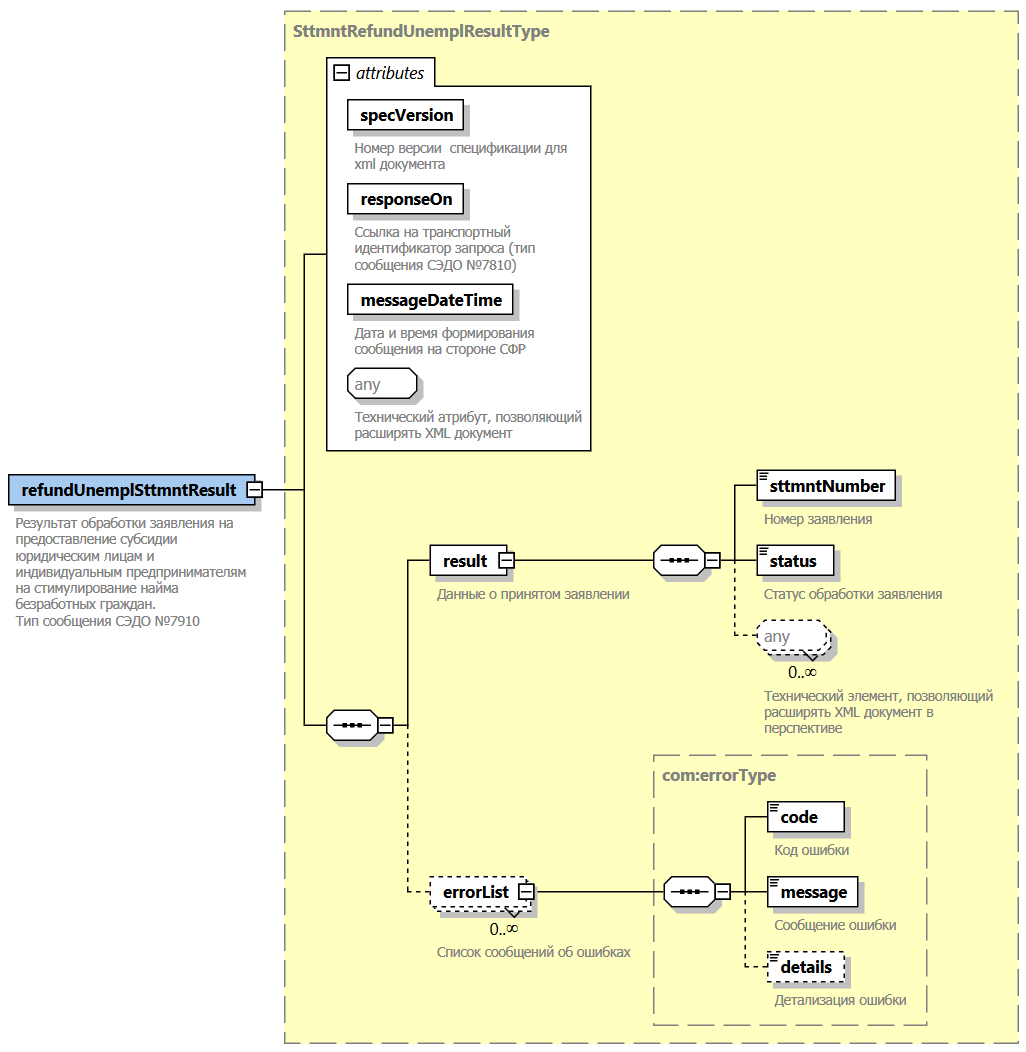 SttmntRefundUnemplResultType
attributes
specVersion
Номер версии спецификации для
xml документа
responseOn
Ссылка на транспортный
идентификатор запроса (тип
сообщения СЭДО №7810)
messageDateTime
Дата и время формирования
сообщения на стороне СФР
any
Технический атрибут, позволяющий
расширять XML документ
refundUnemplSttmntResult
Результат обработки заявления на
предоставление субсидии
юридическим лицам и
индивидуальным предпринимателям
на стимулирование найма
безработных граждан.
Тип сообщения СЭДО №7910
result
Данные о принятом заявлении
sttmntNumber
Номер заявления
status
Статус обработки заявления
any
0..∞
Технический элемент, позволяющий
расширять XML документ в
перспективе
errorList
0..∞
Список сообщений об ошибках
com:errorType
code
Код ошибки
message
Сообщение ошибки
details
Детализация ошибки